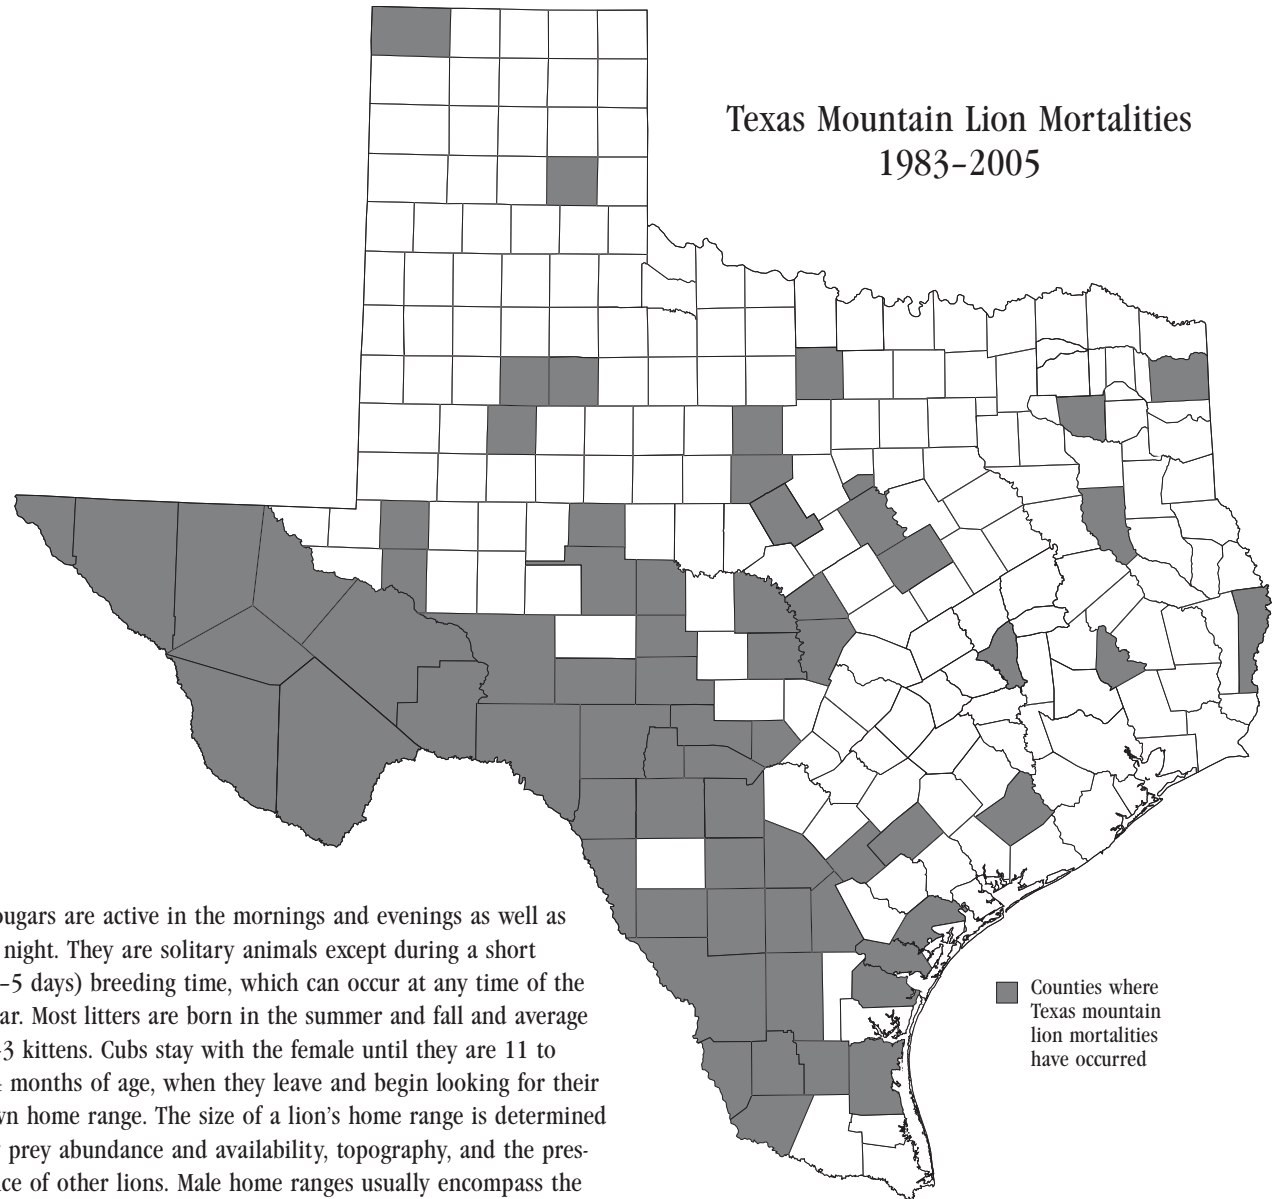 Texas Mountain Lion Mortalities
1983–2005
ougars are active in the mornings and evenings as well as
night. They are solitary animals except during a short
–5 days) breeding time, which can occur at any time of the
ar. Most litters are born in the summer and fall and average
3 kittens. Cubs stay with the female until they are 11 to
months of age, when they leave and begin looking for their
wn home range. The size of a lion's home range is determined
prey abundance and availability, topography, and the pres-
ce of other lions. Male home ranges usually encompass the
Counties where
Texas mountain
lion mortalities
have occurred